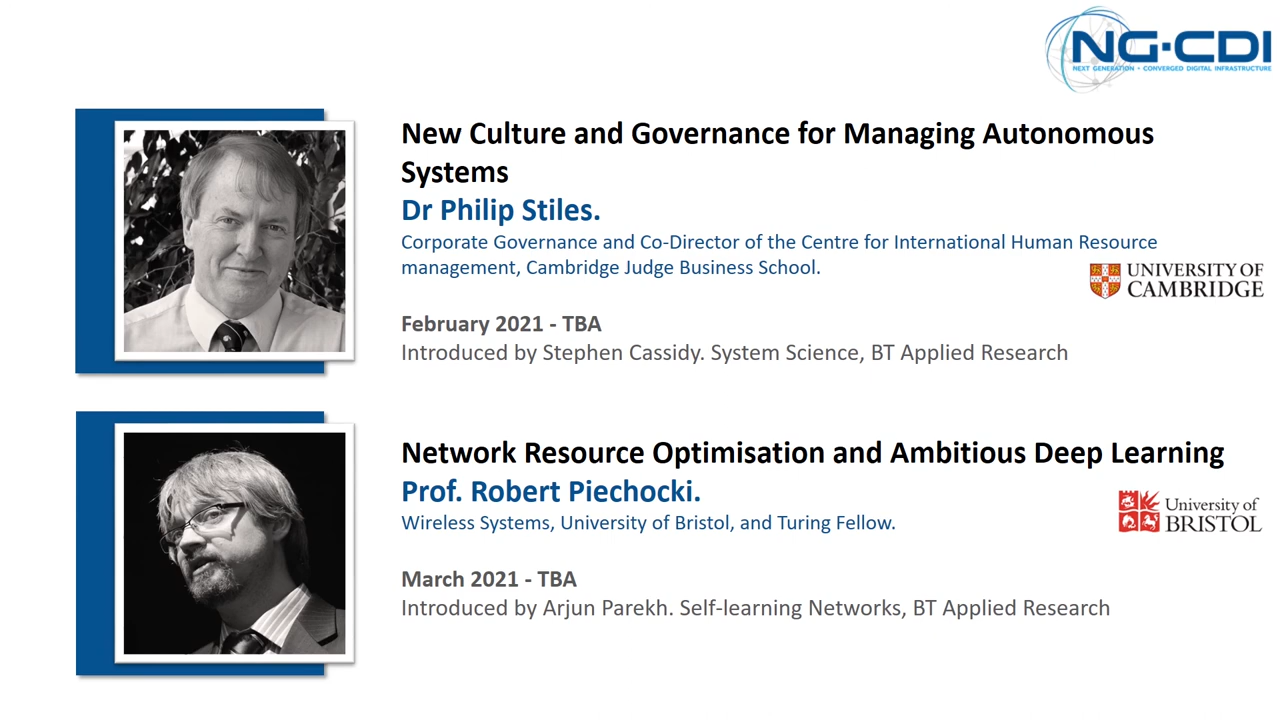 NG-CDI
NEXT GENERATION • CONVERGED DIGITAL INFRASTRUCTURE
New Culture and Governance for Managing Autonomous
Systems
Dr Philip Stiles.
Corporate Governance and Co-Director of the Centre for International Human Resource
management, Cambridge Judge Business School.
UNIVERSITY OF
CAMBRIDGE
February 2021 - TBA
Introduced by Stephen Cassidy. System Science, BT Applied Research
Network Resource Optimisation and Ambitious Deep Learning
Prof. Robert Piechocki.
Wireless Systems, University of Bristol, and Turing Fellow.
University of
BRISTOL
March 2021 - TBA
Introduced by Arjun Parekh. Self-learning Networks, BT Applied Research